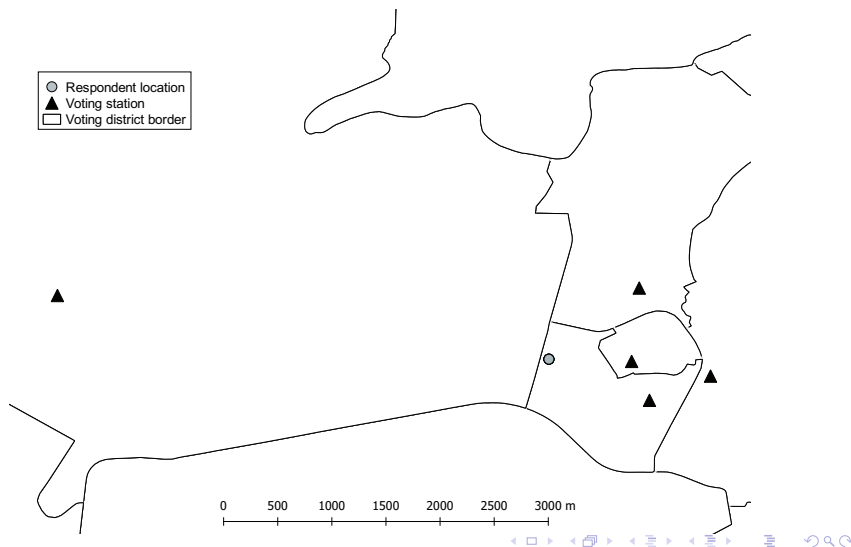 Respondent location
Voting station
Voting district border
0 500 1000 1500 2000 2500 3000 m